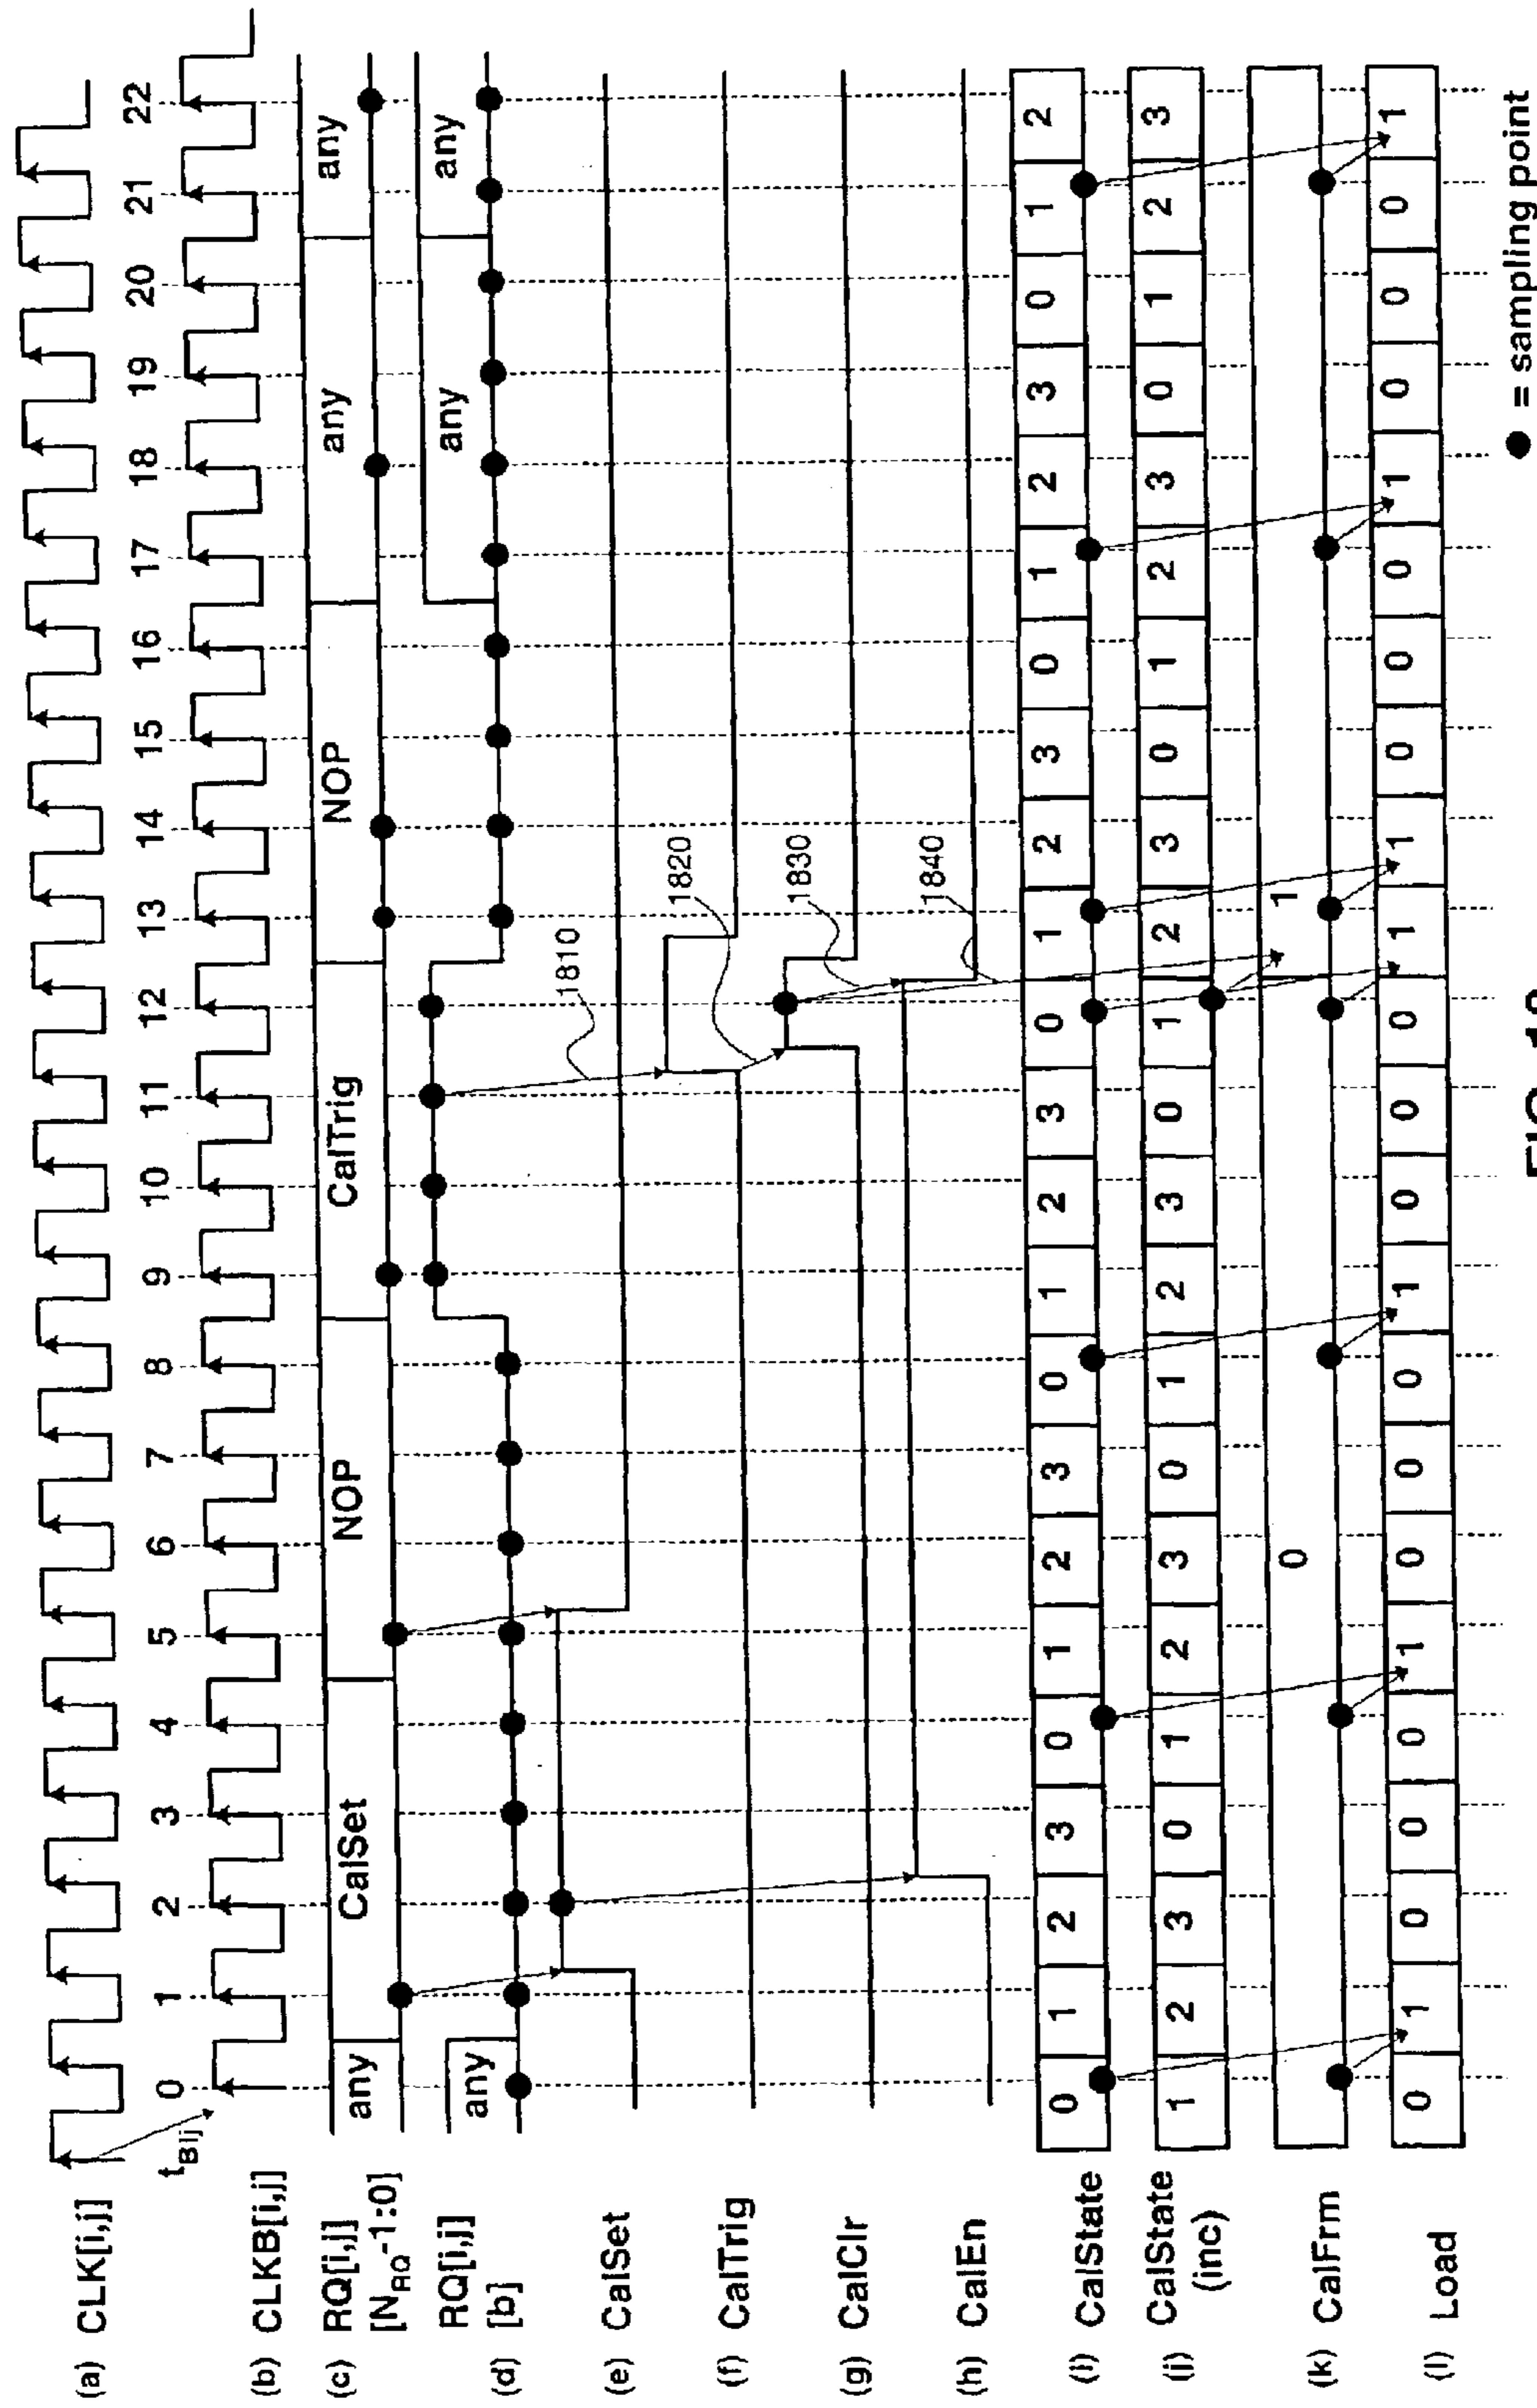 (a) CLK[i,j]
t_Bij
0 1 2 3 4 5 6 7 8 9 10 11 12 13 14 15 16 17 18 19 20 21 22
(b) CLKB[i,j]
(c) RQ[i,j]
[N_RQ-1:0]
any CalSet NOP CalTrig NOP any any
(d) RQ[i,j]
[b]
any any any
(e) CalSet
1810
(f) CalTrig
1820
(g) CalClr
1830
(h) CalEn
1840
(i) CalState
0 1 2 3 0 1 2 3 0 1 2 3 0 1 2 3 0 1 2 3 0 1 2
(j) CalState
(inc)
1 2 3 0 1 2 3 0 1 2 3 0 1 2 3 0 1 2 3 0 1 2 3
(k) CalFrm
0 1
(l) Load
0 1 0 0 0 1 0 0 0 1 0 0 0 1 1 0 0 0 1 0 0 0 1
= sampling point